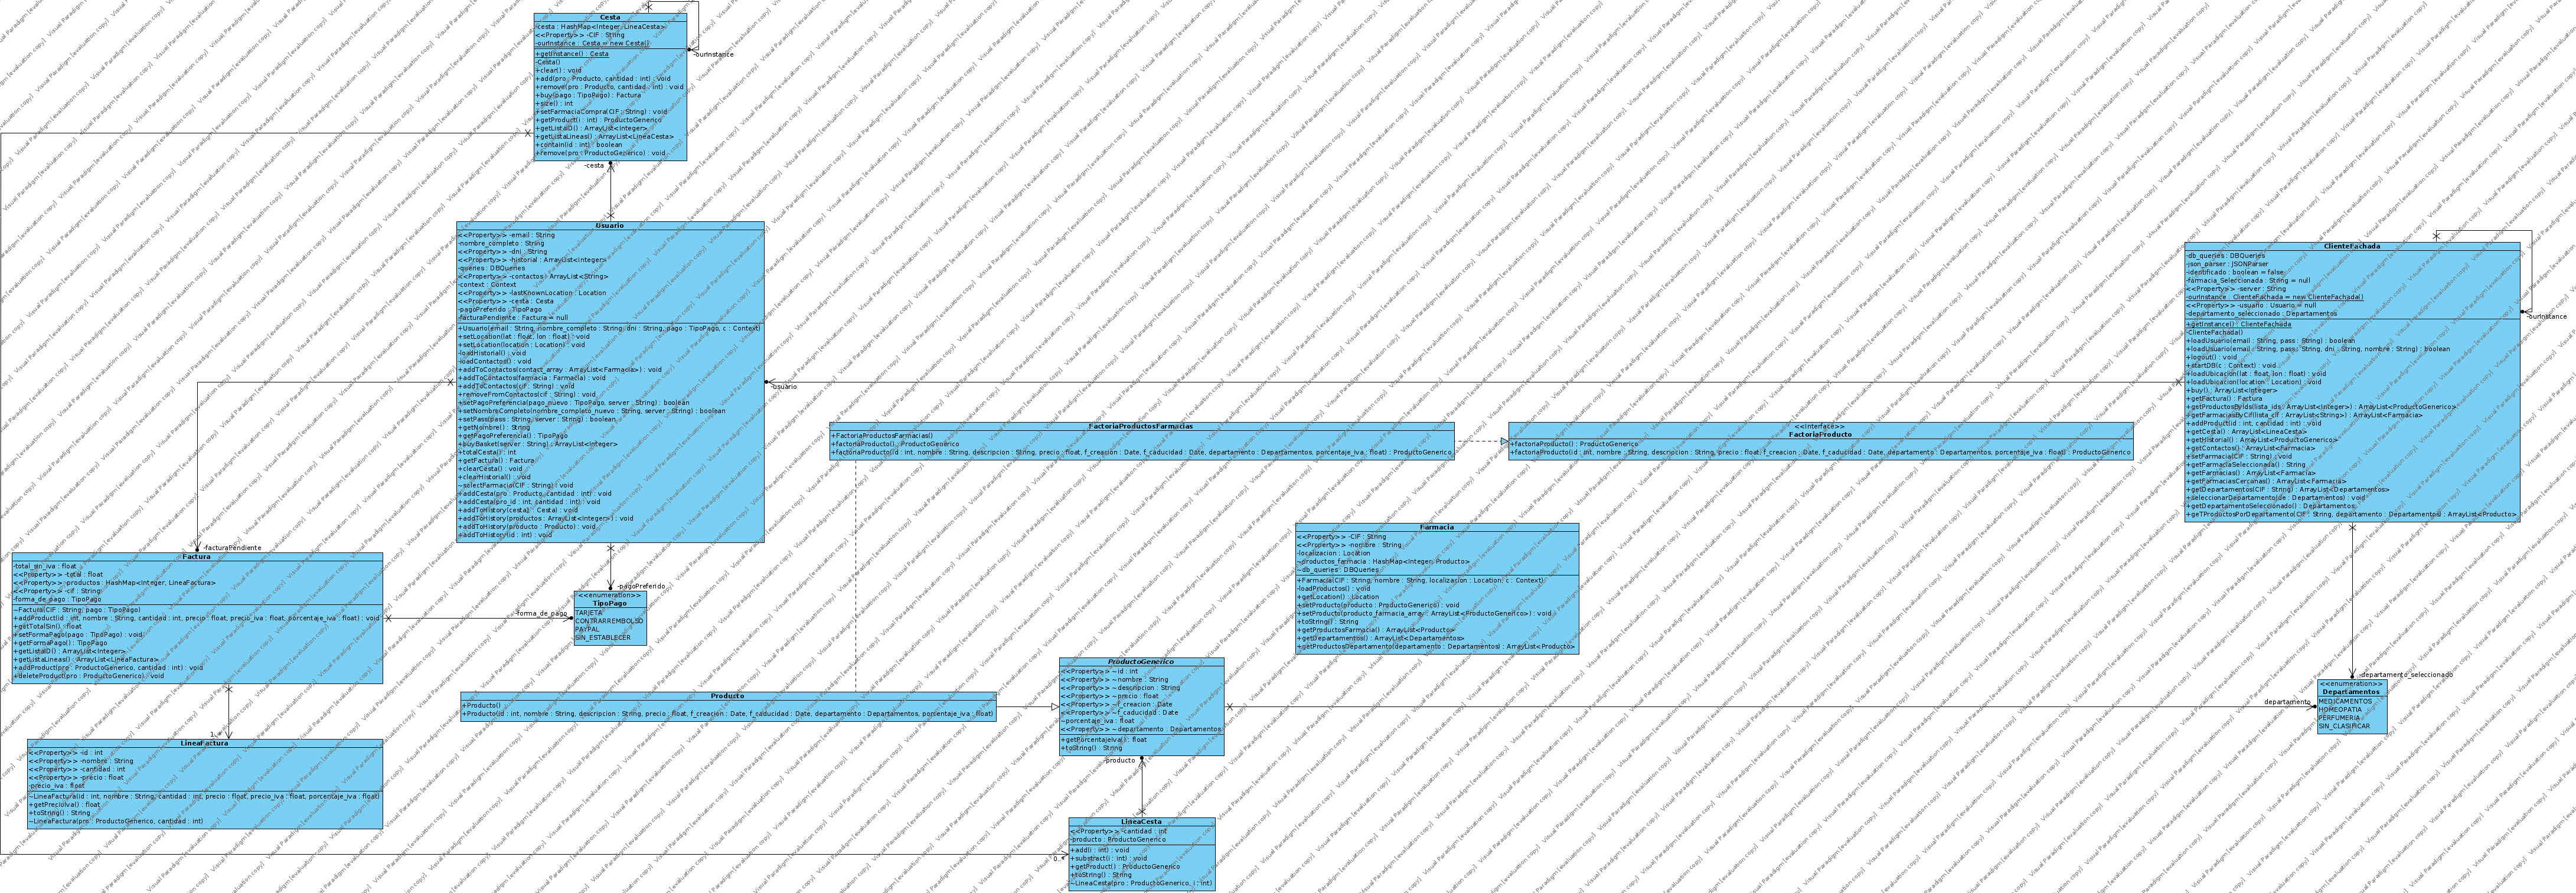 Cesta
-cesta : HashMap<Integer, LineaCesta>
<<Property>> -CIF : String
-ourInstance : Cesta = new Cesta()
+getInstance() : Cesta
-Cesta()
+clear() : void
+add(pro : Producto, cantidad : int) : void
+remove(pro : Producto, cantidad : int) : void
+buy(pago : TipoPago) : Factura
+size() : int
+setFarmaciaCompra(CIF : String) : void
+getProduct(i : int) : ProductoGenerico
+getListaID() : ArrayList<Integer>
+getListaLineas() : ArrayList<LineaCesta>
+contain(id : int) : boolean
+remove(pro : ProductoGenerico) : void
-ourInstance
-cesta
Usuario
<<Property>> -email : String
-nombre_completo : String
<<Property>> -dni : String
<<Property>> -historial : ArrayList<Integer>
-queries : DBQueries
<<Property>> -contactos : ArrayList<String>
-context : Context
<<Property>> -lastKnownLocation : Location
<<Property>> -cesta : Cesta
-pagoPreferido : TipoPago
-facturaPendiente : Factura = null
+Usuario(email : String, nombre_completo : String, dni : String, pago : TipoPago, c : Context)
+setLocation(lat : float, lon : float) : void
+setLocation(location : Location) : void
-loadHistorial() : void
-loadContactos() : void
+addToContactos(contact_array : ArrayList<Farmacia>) : void
+addToContactos(farmacia : Farmacia) : void
+addToContactos(cif : String) : void
+removeFromContactos(cif : String) : void
+setPagoPreferencia(pago_nuevo : TipoPago, server : String) : boolean
+setNombreCompleto(nombre_completo_nuevo : String, server : String) : boolean
+setPass(pass : String, server : String) : boolean
+getNombre() : String
+getPagoPreferencia() : TipoPago
+buyBasket(server : String) : ArrayList<Integer>
+totalCesta() : int
+getFactura() : Factura
+clearCesta() : void
+clearHistorial() : void
~selectFarmacia(CIF : String) : void
+addCesta(pro : Producto, cantidad : int) : void
+addCesta(pro_id : int, cantidad : int) : void
+addToHistory(cesta : Cesta) : void
+addToHistory(productos : ArrayList<Integer>) : void
+addToHistory(producto : Producto) : void
+addToHistory(id : int) : void
-usuario
ClienteFachada
-db_queries : DBQueries
-json_parser : JSONParser
-identificado : boolean = false
-farmacia_Seleccionada : String = null
<<Property>> -server : String
-ourInstance : ClienteFachada = new ClienteFachada()
<<Property>> -usuario : Usuario = null
-departamento_seleccionado : Departamentos
+getInstance() : ClienteFachada
-ClienteFachada()
+loadUsuario(email : String, pass : String) : boolean
+loadUsuario(email : String, pass : String, dni : String, nombre : String) : boolean
+logout() : void
+startDB(c : Context) : void
+loadUbicacion(lat : float, lon : float) : void
+loadUbicacion(location : Location) : void
+buy() : ArrayList<Integer>
+getFactura() : Factura
+getProductosByIds(lista_ids : ArrayList<Integer>) : ArrayList<ProductoGenerico>
+getFarmaciasByCif(lista_cif : ArrayList<String>) : ArrayList<Farmacia>
+addProduct(id : int, cantidad : int) : void
+getCesta() : ArrayList<LineaCesta>
+getHistorial() : ArrayList<ProductoGenerico>
+getContactos() : ArrayList<Farmacia>
+setFarmacia(CIF : String) : void
+getFarmaciaSeleccionada() : String
+getFarmacias() : ArrayList<Farmacia>
+getFarmaciasCercanas() : ArrayList<Farmacia>
+getDepartamentos(CIF : String) : ArrayList<Departamentos>
+seleccionarDepartamento(de : Departamentos) : void
+getDepartamentoSeleccionado() : Departamentos
+getProductosPorDepartamento(CIF : String, departamento : Departamentos) : ArrayList<Producto>
-ourInstance
FactoriaProductosFarmacias
+FactoriaProductosFarmacias()
+factoriaProducto() : ProductoGenerico
+factoriaProducto(id : int, nombre : String, descripcion : String, precio : float, f_creacion : Date, f_caducidad : Date, departamento : Departamentos, porcentaje_iva : float) : ProductoGenerico
<<Interface>>
FactoriaProducto
+factoriaProducto() : ProductoGenerico
+factoriaProducto(id : int, nombre : String, descripcion : String, precio : float, f_creacion : Date, f_caducidad : Date, departamento : Departamentos, porcentaje_iva : float) : ProductoGenerico
Farmacia
<<Property>> -CIF : String
<<Property>> -nombre : String
-localizacion : Location
~productos_farmacia : HashMap<Integer, Producto>
~db_queries : DBQueries
+Farmacia(CIF : String, nombre : String, localizacion : Location, c : Context)
-loadProductos() : void
+getLocation() : Location
+setProducto(producto : ProductoGenerico) : void
+setProducto(producto_farmacia_array : ArrayList<ProductoGenerico>) : void
+toString() : String
+getProductosFarmacia() : ArrayList<Producto>
+getDepartamentos() : ArrayList<Departamentos>
+getProductosDepartamento(departamento : Departamentos) : ArrayList<Producto>
-facturaPendiente
Factura
-total_sin_iva : float
<<Property>> -total : float
<<Property>> -productos : HashMap<Integer, LineaFactura>
<<Property>> -cif : String
-forma_de_pago : TipoPago
~Factura(CIF : String, pago : TipoPago)
+addProduct(id : int, nombre : String, cantidad : int, precio : float, precio_iva : float, porcentaje_iva : float) : void
+getTotalSin() : float
+setFormaPago(pago : TipoPago) : void
+getFormaPago() : TipoPago
+getListaID() : ArrayList<Integer>
+getListaLineas() : ArrayList<LineaFactura>
+addProduct(pro : ProductoGenerico, cantidad : int) : void
+deleteProduct(pro : ProductoGenerico) : void
-pagoPreferido
-forma_de_pago
<<enumeration>>
TipoPago
TARJETA
CONTRARREMBOLSO
PAYPAL
SIN_ESTABLECER
Producto
+Producto()
+Producto(id : int, nombre : String, descripcion : String, precio : float, f_creacion : Date, f_caducidad : Date, departamento : Departamentos, porcentaje_iva : float)
ProductoGenerico
<<Property>> ~id : int
<<Property>> ~nombre : String
<<Property>> ~descripcion : String
<<Property>> ~precio : float
<<Property>> ~f_creacion : Date
<<Property>> ~f_caducidad : Date
~porcentaje_iva : float
<<Property>> ~departamento : Departamentos
+getPorcentajeIva() : float
+toString() : String
~departamento
-departamento_seleccionado
<<enumeration>>
Departamentos
MEDICAMENTOS
HOMEOPATIA
PERFUMERIA
SIN_CLASIFICAR
1..*
LineaFactura
<<Property>> -id : int
<<Property>> -nombre : String
<<Property>> -cantidad : int
<<Property>> -precio : float
-precio_iva : float
~LineaFactura(id : int, nombre : String, cantidad : int, precio : float, precio_iva : float, porcentaje_iva : float)
+getPrecioIva() : float
+toString() : String
~LineaFactura(pro : ProductoGenerico, cantidad : int)
-producto
LineaCesta
<<Property>> -cantidad : int
-producto : ProductoGenerico
+add(i : int) : void
+substract(i : int) : void
+getProduct() : ProductoGenerico
+toString() : String
~LineaCesta(pro : ProductoGenerico, i : int)
0..*
Visual Paradigm [evaluation copy]